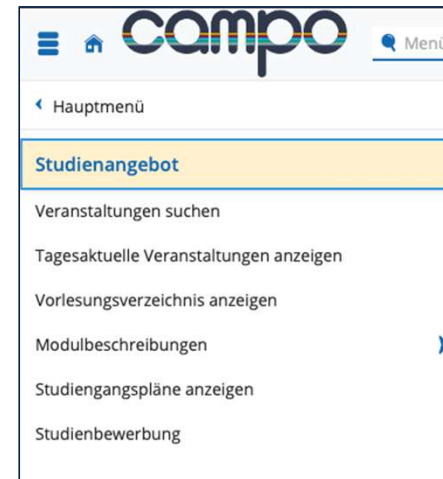 campo
Menü
Hauptmenü
Studienangebot
Veranstaltungen suchen
Tagesaktuelle Veranstaltungen anzeigen
Vorlesungsverzeichnis anzeigen
Modulbeschreibungen
Studiengangspläne anzeigen
Studienbewerbung